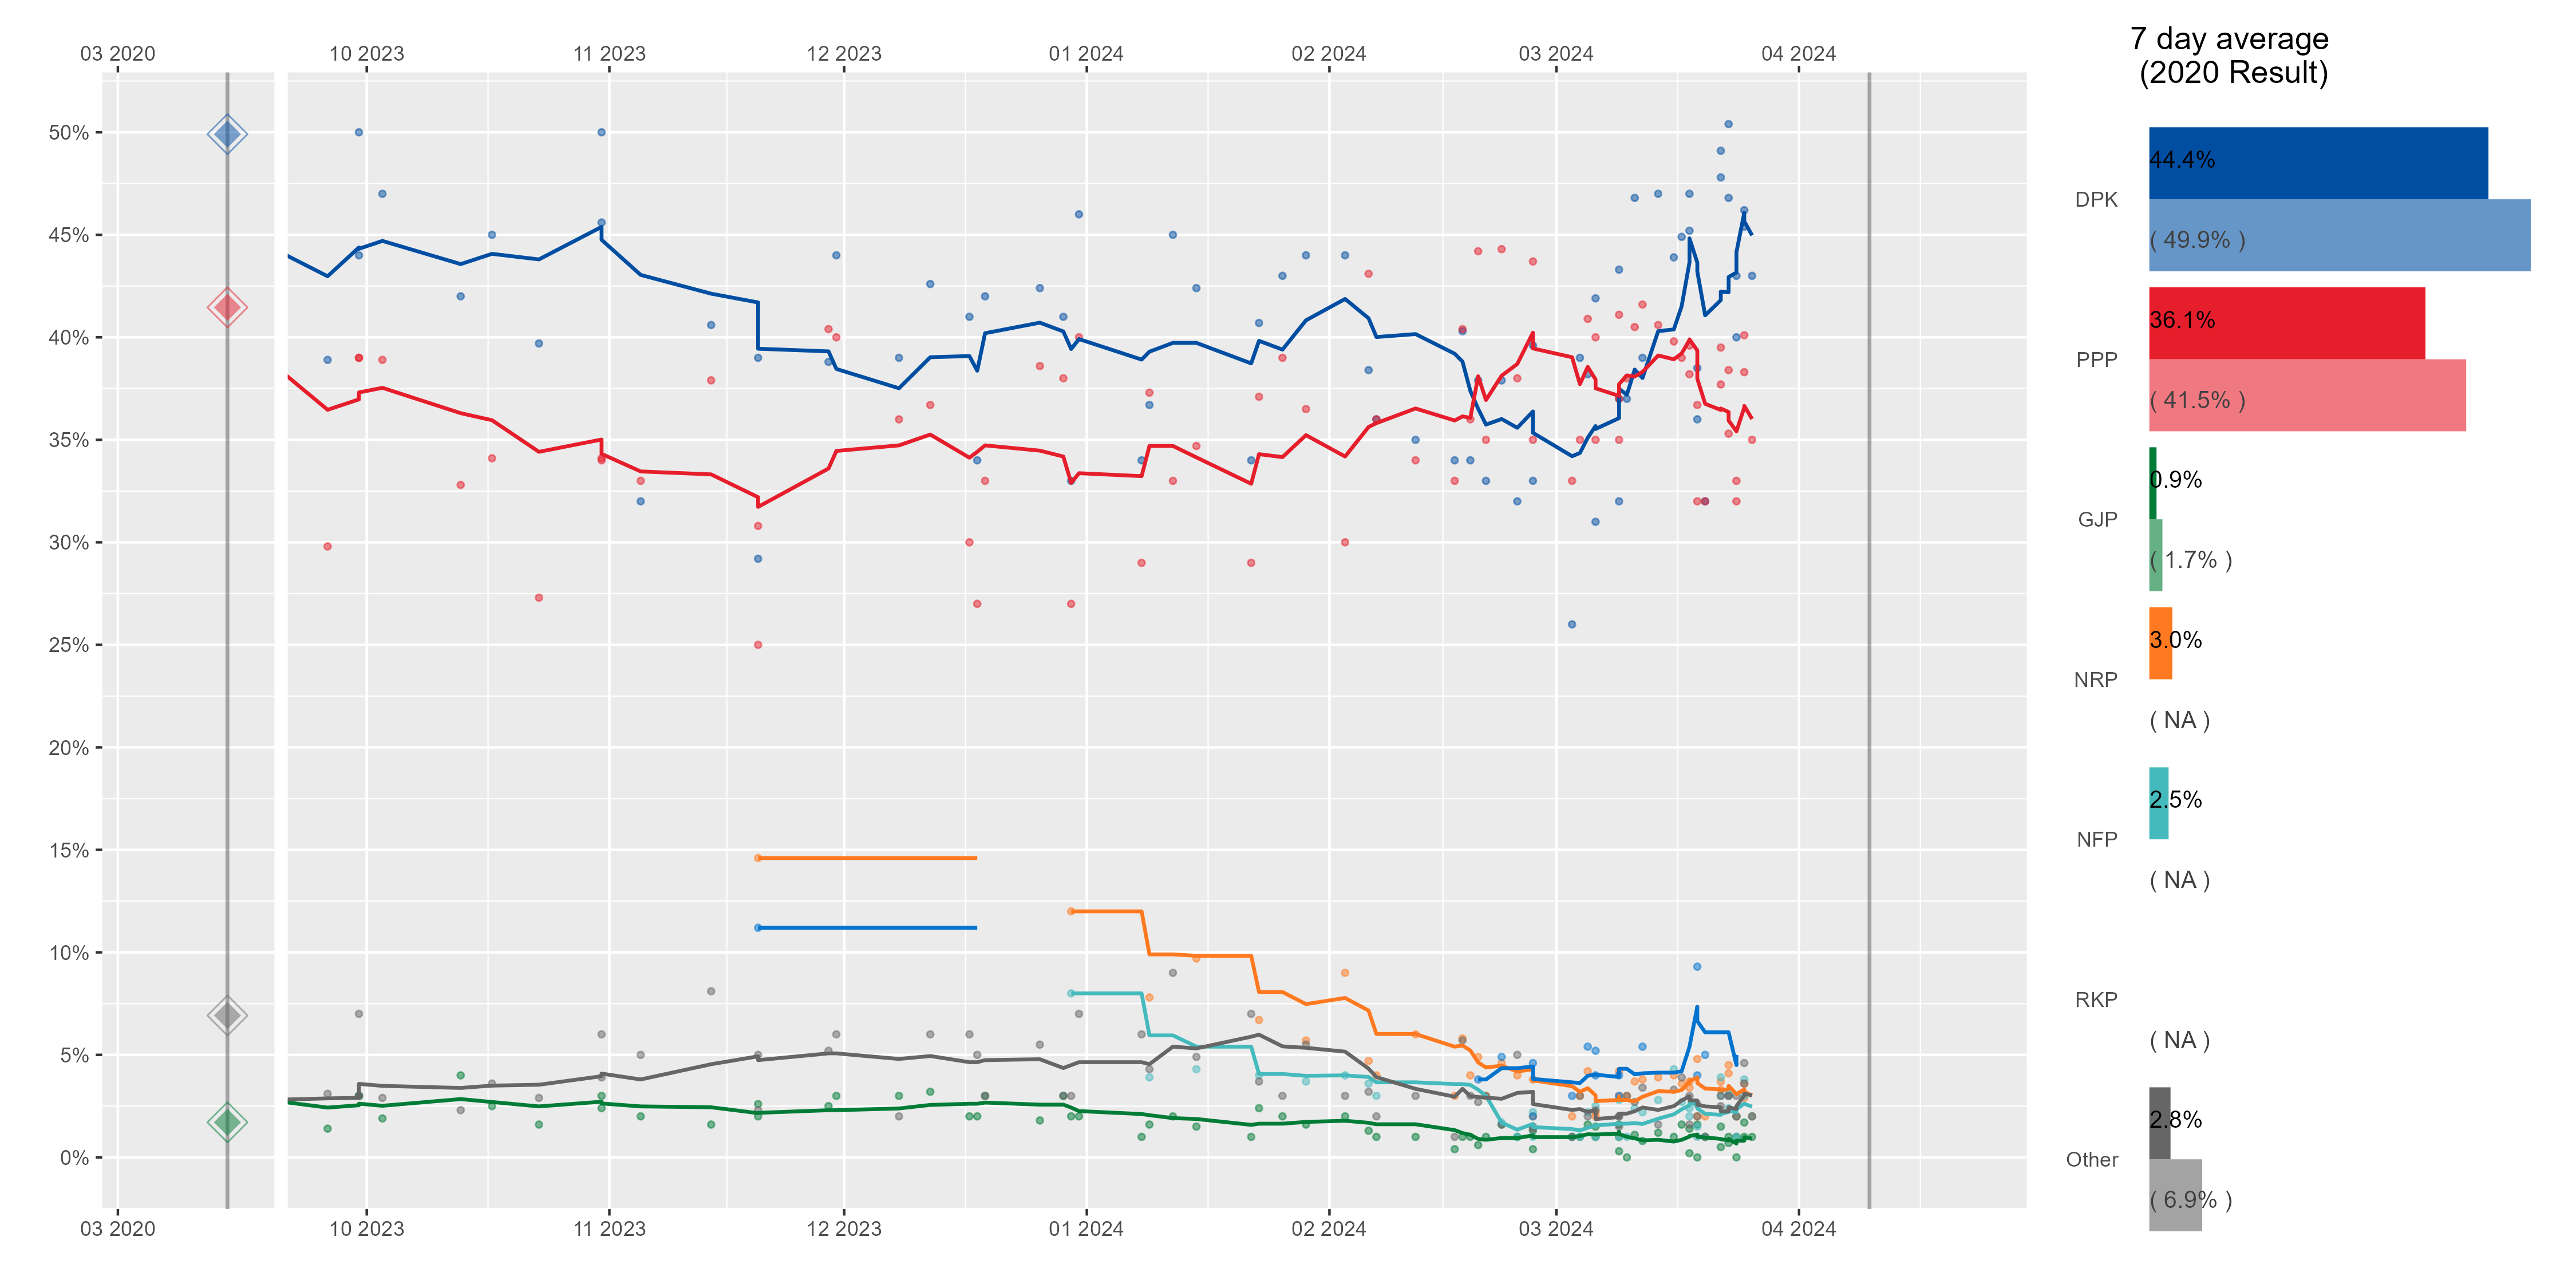 03 2020
10 2023
11 2023
12 2023
01 2024
02 2024
03 2024
04 2024
50%
45%
40%
35%
30%
25%
20%
15%
10%
5%
0%
03 2020
10 2023
11 2023
12 2023
01 2024
02 2024
03 2024
04 2024
7 day average
(2020 Result)
DPK
44.4%
( 49.9% )
PPP
36.1%
( 41.5% )
GJP
0.9%
( 1.7% )
NRP
3.0%
( NA )
NFP
2.5%
( NA )
RKP
( NA )
Other
2.8%
( 6.9% )